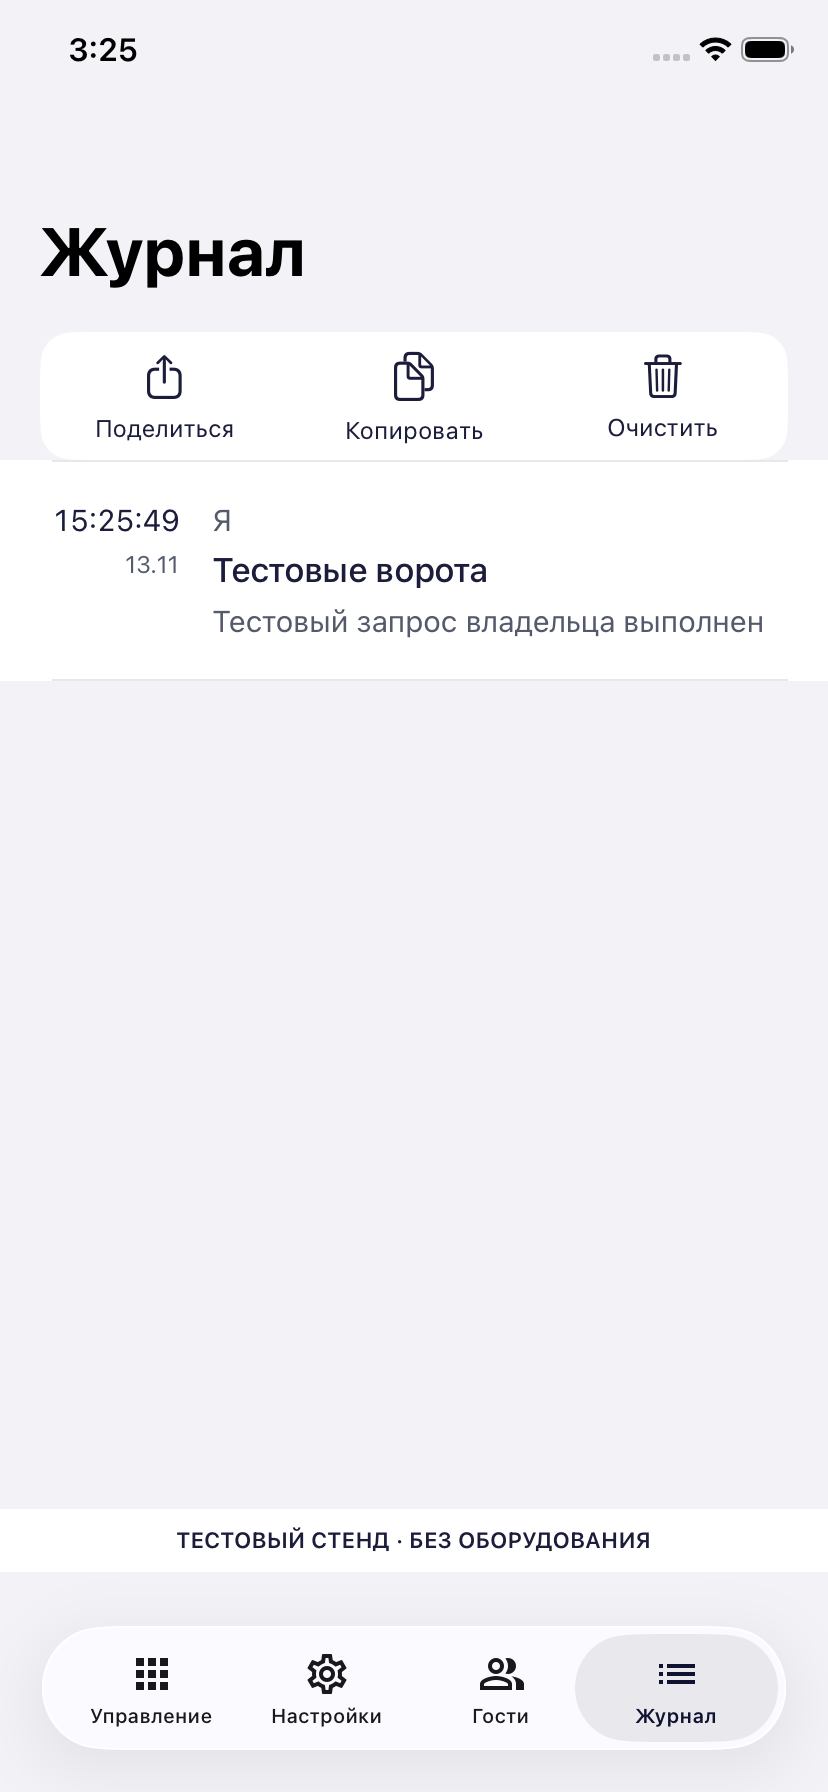 3:25
Журнал
Поделиться
Копировать
Очистить
15:25:49
Я
13.11
Тестовые ворота
Тестовый запрос владельца выполнен
ТЕСТОВЫЙ СТЕНД · БЕЗ ОБОРУДОВАНИЯ
Управление
Настройки
Гости
Журнал